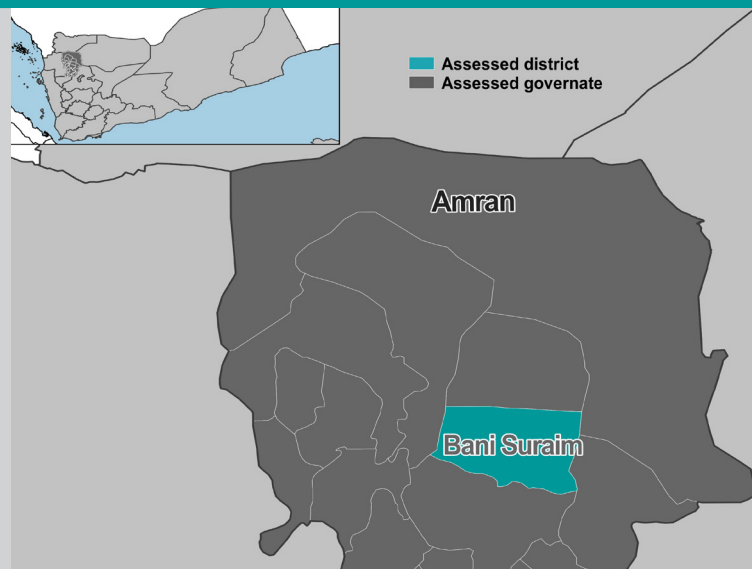 Assessed district
Assessed governate
Amran
Bani Suraim